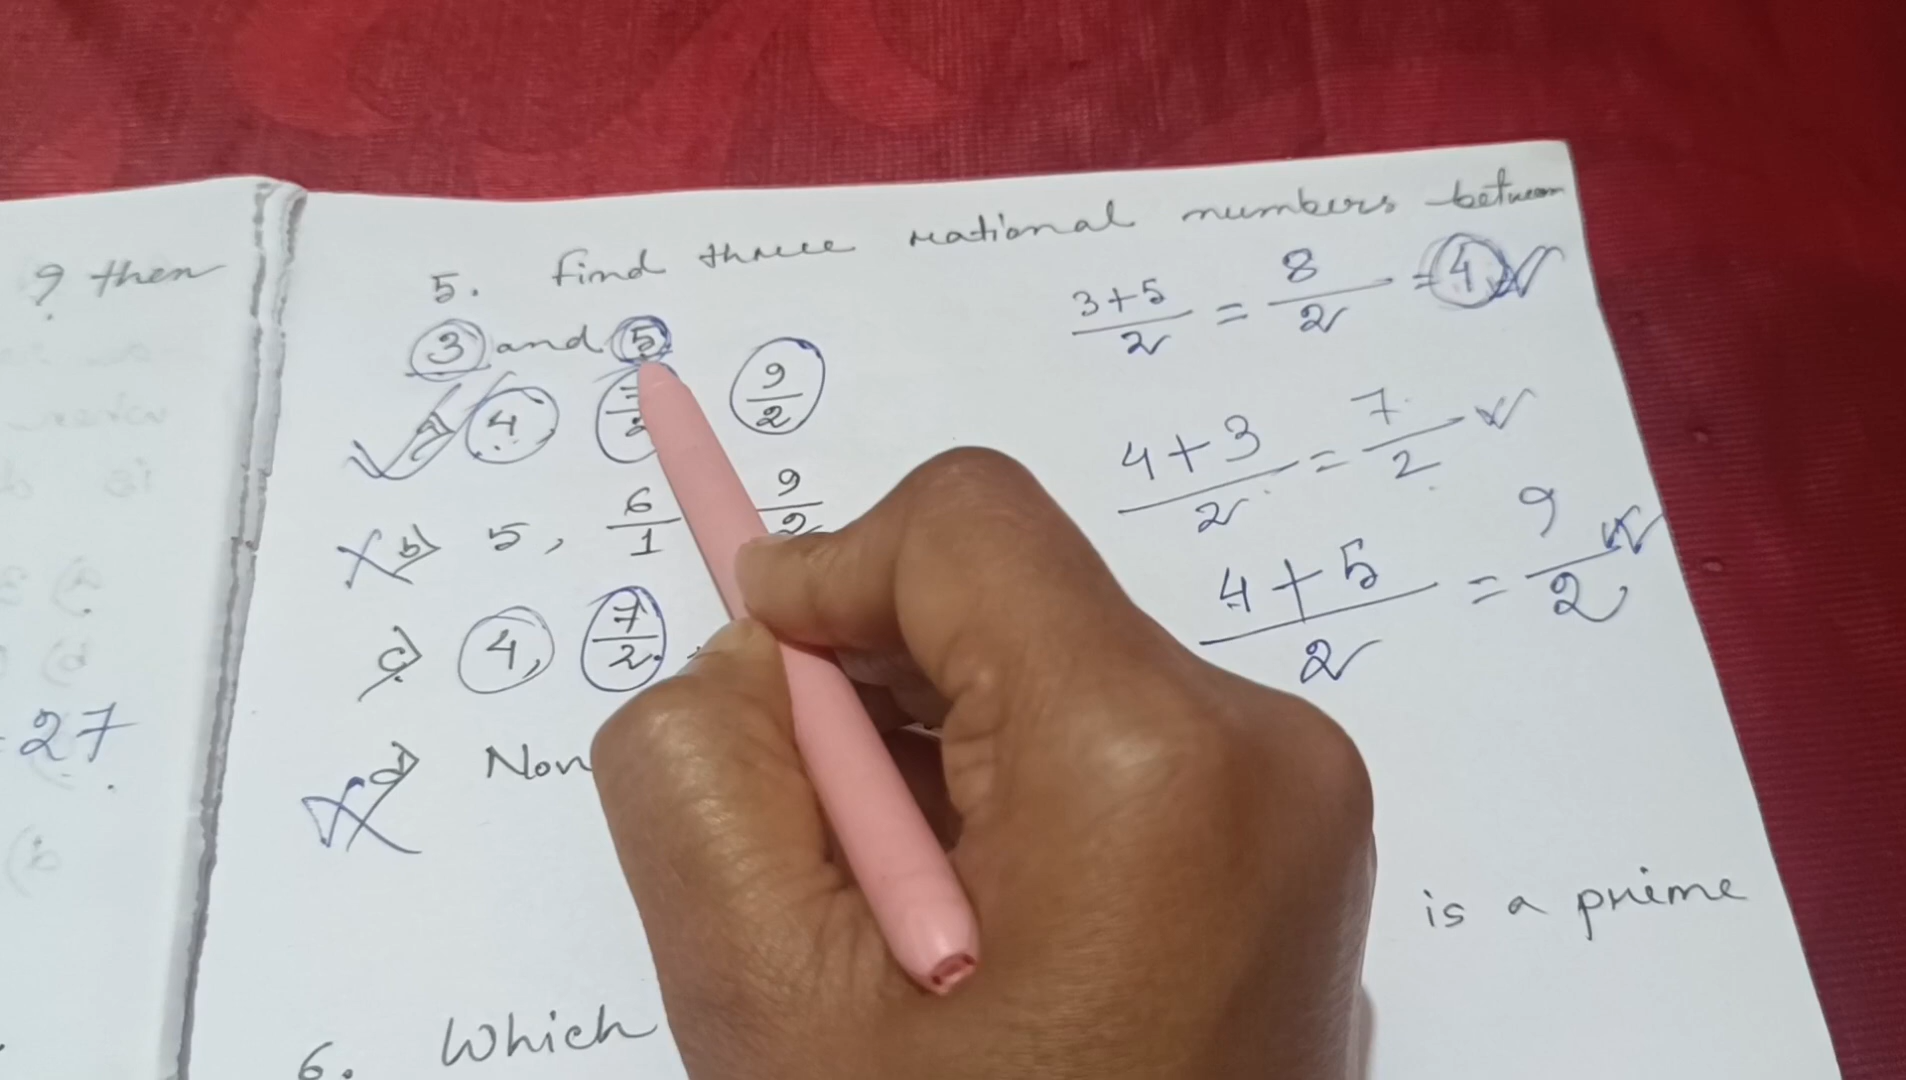 ? then
27
5. Find three rational numbers between
3 and 5
a) 4 7/2 9/2
b) 5, 6/1 9/2
c) 4, 7/2,
d) Non
3+5/2 = 8/2 = 4
4+3/2 = 7/2
4+5/2 = 9/2
6. Which is a prime